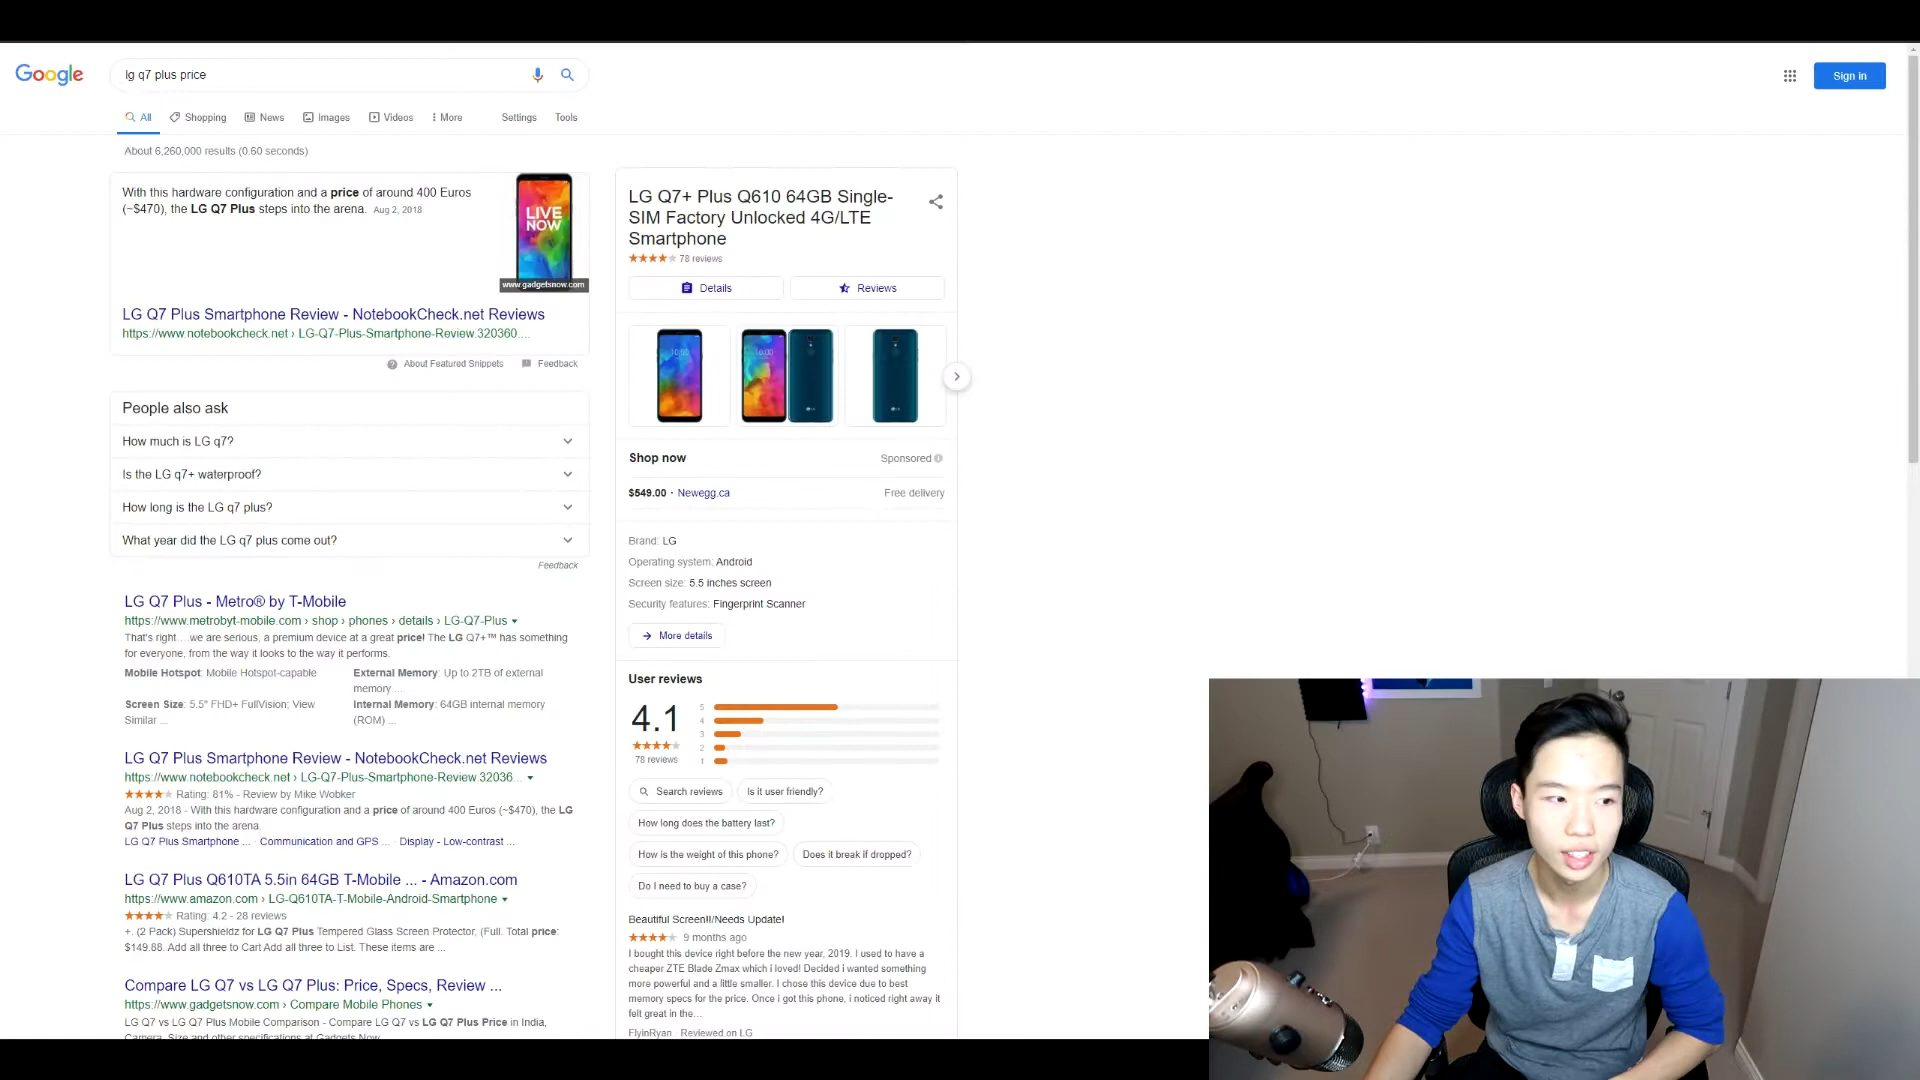 Google
lg q7 plus price
Sign in
All
Shopping
News
Images
Videos
More
Settings
Tools
About 6,260,000 results (0.60 seconds)
With this hardware configuration and a price of around 400 Euros
(~$470), the LG Q7 Plus steps into the arena. Aug 2, 2018
LIVE
NOW
www.gadgetsnow.com
LG Q7 Plus Smartphone Review - NotebookCheck.net Reviews
https://www.notebookcheck.net › LG-Q7-Plus-Smartphone-Review.320360....
About Featured Snippets
Feedback
People also ask
How much is LG q7?
Is the LG q7+ waterproof?
How long is the LG q7 plus?
What year did the LG q7 plus come out?
Feedback
LG Q7 Plus - Metro® by T-Mobile
https://www.metrobyt-mobile.com › shop › phones › details › LG-Q7-Plus
That's right....we are serious, a premium device at a great price! The LG Q7+™ has something
for everyone, from the way it looks to the way it performs.
Mobile Hotspot: Mobile Hotspot-capable
External Memory: Up to 2TB of external
memory ...
Screen Size: 5.5" FHD+ FullVision; View
Similar ...
Internal Memory: 64GB internal memory
(ROM) ...
LG Q7 Plus Smartphone Review - NotebookCheck.net Reviews
https://www.notebookcheck.net › LG-Q7-Plus-Smartphone-Review.32036...
Rating: 81% - Review by Mike Wobker
Aug 2, 2018 - With this hardware configuration and a price of around 400 Euros (~$470), the LG
Q7 Plus steps into the arena.
LG Q7 Plus Smartphone ... · Communication and GPS ... · Display - Low-contrast ...
LG Q7 Plus Q610TA 5.5in 64GB T-Mobile ... - Amazon.com
https://www.amazon.com › LG-Q610TA-T-Mobile-Android-Smartphone
Rating: 4.2 - 28 reviews
+. (2 Pack) Supershieldz for LG Q7 Plus Tempered Glass Screen Protector, (Full. Total price:
$149.88. Add all three to Cart Add all three to List. These items are ...
Compare LG Q7 vs LG Q7 Plus: Price, Specs, Review ...
https://www.gadgetsnow.com › Compare Mobile Phones
LG Q7 vs LG Q7 Plus Mobile Comparison - Compare LG Q7 vs LG Q7 Plus Price in India,
Camera, Size and other specifications at Gadgets Now
LG Q7+ Plus Q610 64GB Single-
SIM Factory Unlocked 4G/LTE
Smartphone
78 reviews
Details
Reviews
Shop now
Sponsored
$549.00 · Newegg.ca
Free delivery
Brand: LG
Operating system: Android
Screen size: 5.5 inches screen
Security features: Fingerprint Scanner
More details
User reviews
4.1
78 reviews
5
4
3
2
1
Search reviews
Is it user friendly?
How long does the battery last?
How is the weight of this phone?
Does it break if dropped?
Do I need to buy a case?
Beautiful Screen!!/Needs Update!
9 months ago
I bought this device right before the new year, 2019. I used to have a
cheaper ZTE Blade Zmax which i loved! Decided i wanted something
more powerful and a little smaller. I chose this device due to best
memory specs for the price. Once i got this phone, i noticed right away it
felt great in the...
FlyinRyan · Reviewed on LG